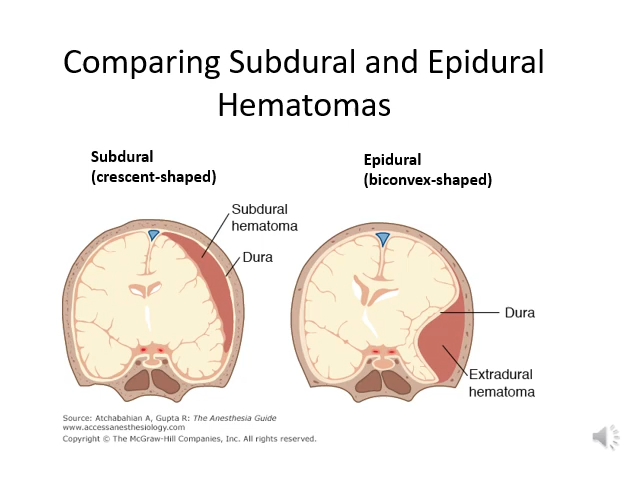 Comparing Subdural and Epidural
Hematomas
Subdural
(crescent-shaped)
Epidural
(biconvex-shaped)
Subdural
hematoma
Dura
Dura
Extradural
hematoma
Source: Atchabahian A, Gupta R: The Anesthesia Guide
www.accessanesthesiology.com
Copyright © The McGraw-Hill Companies, Inc. All rights reserved.